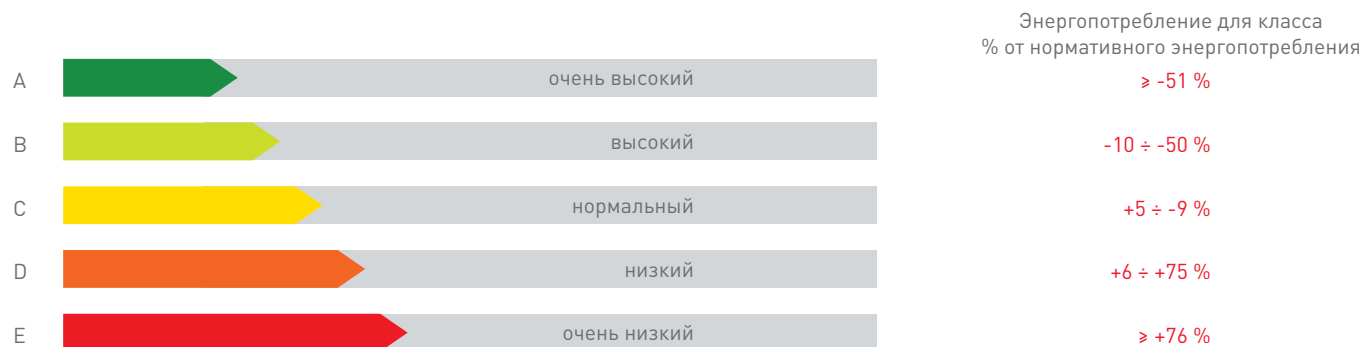 Энергопотребление для класса
% от нормативного энергопотребления
A очень высокий ⩾ -51 %
B высокий -10 ÷ -50 %
C нормальный +5 ÷ -9 %
D низкий +6 ÷ +75 %
E очень низкий ⩾ +76 %